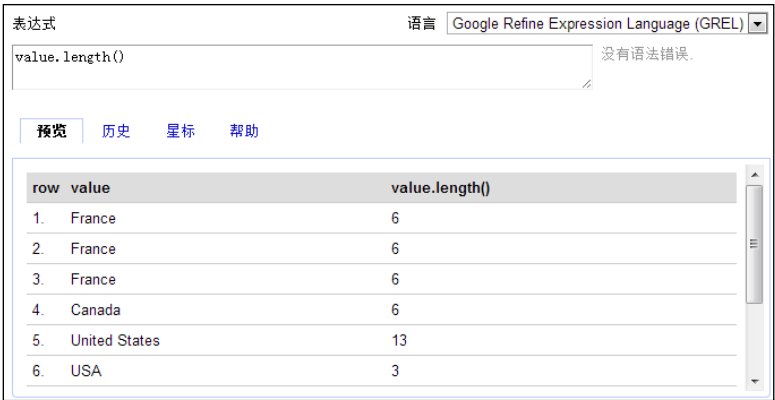 表达式 语言 Google Refine Expression Language (GREL)
value.length() 没有语法错误.
预览 历史 星标 帮助
row value value.length()
1. France 6
2. France 6
3. France 6
4. Canada 6
5. United States 13
6. USA 3